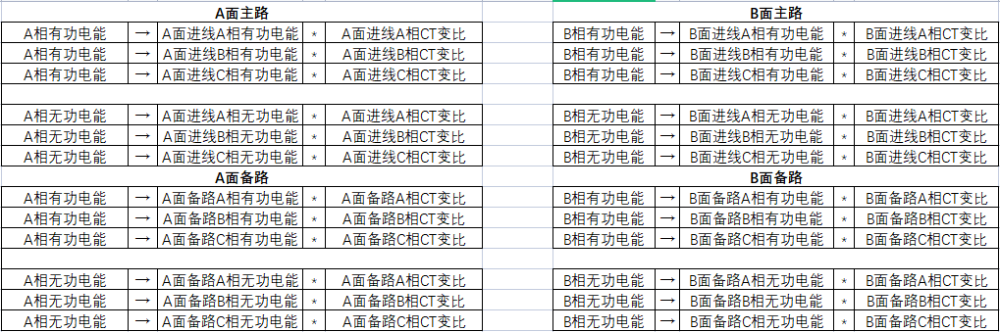 A面主路 B面主路
A相有功电能 → A面进线A相有功电能 * A面进线A相CT变比 B相有功电能 → B面进线A相有功电能 * B面进线A相CT变比
A相有功电能 → A面进线B相有功电能 * A面进线B相CT变比 B相有功电能 → B面进线B相有功电能 * B面进线B相CT变比
A相有功电能 → A面进线C相有功电能 * A面进线C相CT变比 B相有功电能 → B面进线C相有功电能 * B面进线C相CT变比
A相无功电能 → A面进线A相无功电能 * A面进线A相CT变比 B相无功电能 → B面进线A相无功电能 * B面进线A相CT变比
A相无功电能 → A面进线B相无功电能 * A面进线B相CT变比 B相无功电能 → B面进线B相无功电能 * B面进线B相CT变比
A相无功电能 → A面进线C相无功电能 * A面进线C相CT变比 B相无功电能 → B面进线C相无功电能 * B面进线C相CT变比
A面备路 B面备路
A相有功电能 → A面备路A相有功电能 * A面备路A相CT变比 B相有功电能 → B面备路A相有功电能 * B面备路A相CT变比
A相有功电能 → A面备路B相有功电能 * A面备路B相CT变比 B相有功电能 → B面备路B相有功电能 * B面备路B相CT变比
A相有功电能 → A面备路C相有功电能 * A面备路C相CT变比 B相有功电能 → B面备路C相有功电能 * B面备路C相CT变比
A相无功电能 → A面备路A相无功电能 * A面备路A相CT变比 B相无功电能 → B面备路A相无功电能 * B面备路A相CT变比
A相无功电能 → A面备路B相无功电能 * A面备路B相CT变比 B相无功电能 → B面备路B相无功电能 * B面备路B相CT变比
A相无功电能 → A面备路C相无功电能 * A面备路C相CT变比 B相无功电能 → B面备路C相无功电能 * B面备路C相CT变比